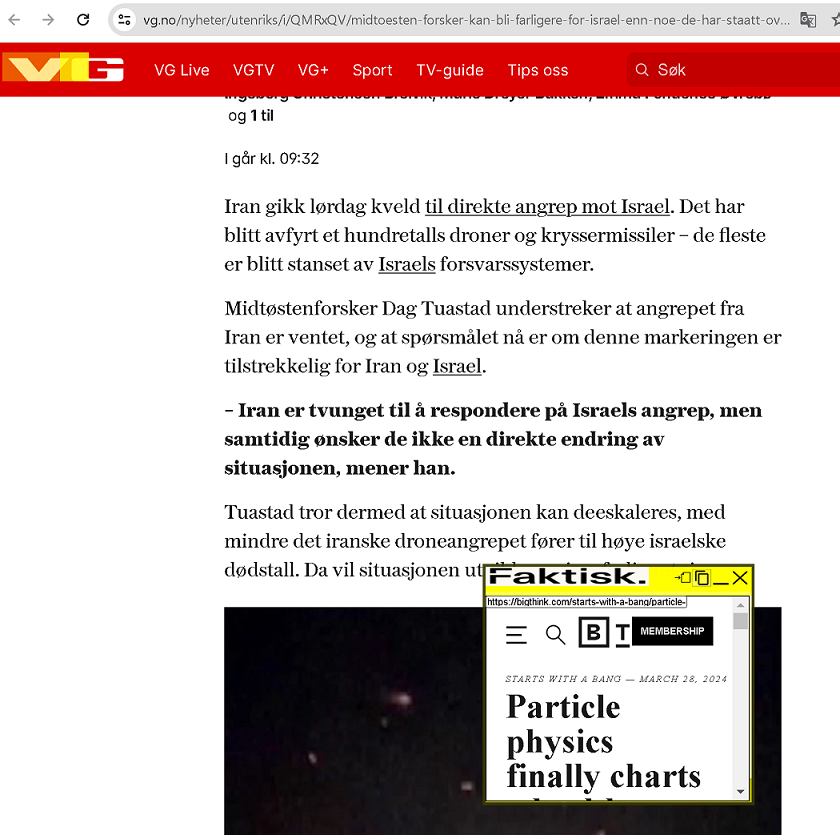 vg.no/nyheter/utenriks/i/QMRxQV/midtoesten-forsker-kan-bli-farligere-for-israel-enn-noe-de-har-staatt-ov...
VG
VG Live
VGTV
VG+
Sport
TV-guide
Tips oss
Søk
og 1 til
I går kl. 09:32
Iran gikk lørdag kveld til direkte angrep mot Israel. Det har
blitt avfyrt et hundretalls droner og kryssermissiler – de fleste
er blitt stanset av Israels forsvarssystemer.
Midtøstenforsker Dag Tuastad understreker at angrepet fra
Iran er ventet, og at spørsmålet nå er om denne markeringen er
tilstrekkelig for Iran og Israel.
– Iran er tvunget til å respondere på Israels angrep, men
samtidig ønsker de ikke en direkte endring av
situasjonen, mener han.
Tuastad tror dermed at situasjonen kan deeskaleres, med
mindre det iranske droneangrepet fører til høye israelske
dødstall. Da vil situasjonen
Faktisk.
https://bigthink.com/starts-with-a-bang/particle-
B T
MEMBERSHIP
STARTS WITH A BANG — MARCH 28, 2024
Particle
physics
finally charts